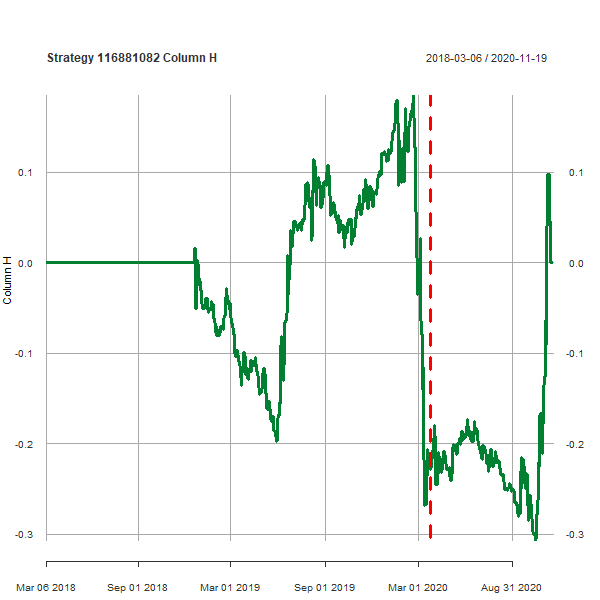 Strategy 116881082 Column H
2018-03-06 / 2020-11-19
Column H
0.1
0.1
0.0
0.0
-0.1
-0.1
-0.2
-0.2
-0.3
-0.3
Mar 06 2018
Sep 01 2018
Mar 01 2019
Sep 01 2019
Mar 01 2020
Aug 31 2020